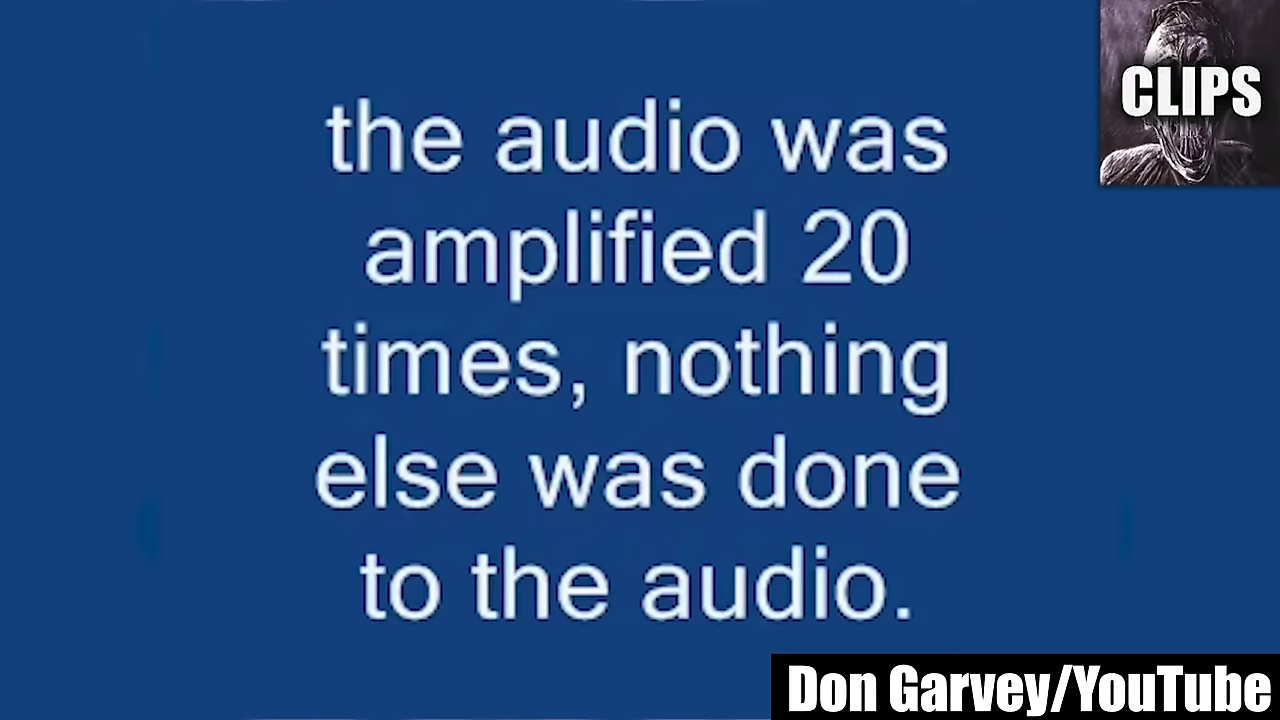 the audio was
amplified 20
times, nothing
else was done
to the audio.
CLIPS
Don Garvey/YouTube